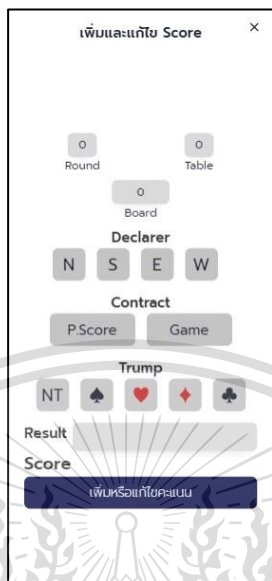 เพิ่มและแก้ไข Score ×
0 0
Round Table
0
Board
Declarer
N S E W
Contract
P.Score Game
Trump
NT ♠ ♥ ♦ ♣
Result
Score
เพิ่มหรือแก้ไขคะแนน